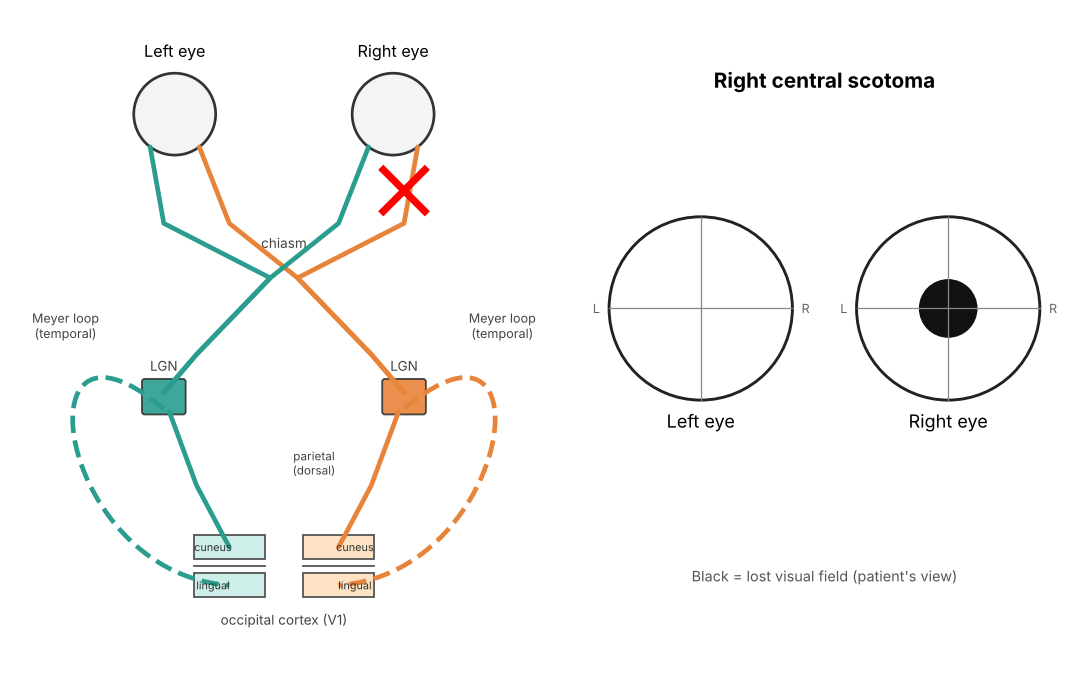 Left eye
Right eye
Right central scotoma
chiasm
L
R
L
R
Meyer loop
(temporal)
Meyer loop
(temporal)
LGN
LGN
Left eye
Right eye
parietal
(dorsal)
cuneus
cuneus
lingual
lingual
Black = lost visual field (patient's view)
occipital cortex (V1)